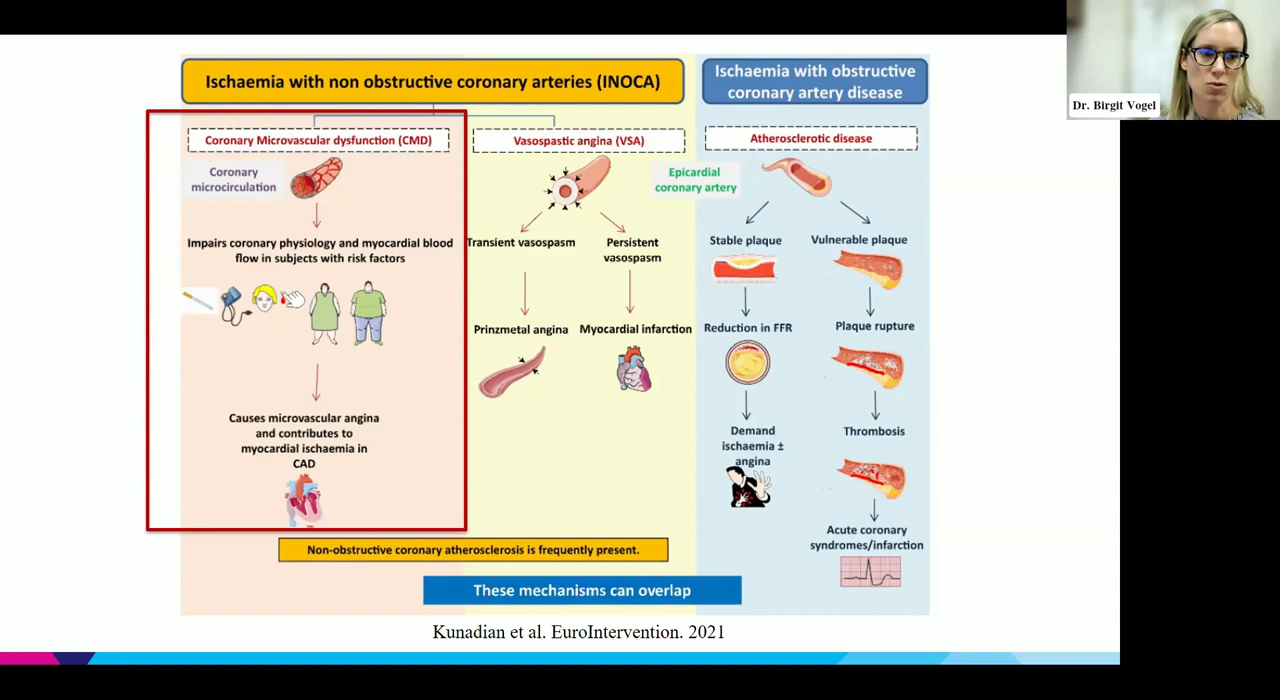 Dr. Birgit Vogel
Ischaemia with non obstructive coronary arteries (INOCA)
Coronary Microvascular dysfunction (CMD)
Coronary
microcirculation
Impairs coronary physiology and myocardial blood
flow in subjects with risk factors
Causes microvascular angina
and contributes to
myocardial ischaemia in
CAD
Vasospastic angina (VSA)
Epicardial
coronary artery
Transient vasospasm
Persistent
vasospasm
Prinzmetal angina
Myocardial infarction
Ischaemia with obstructive
coronary artery disease
Atherosclerotic disease
Stable plaque
Reduction in FFR
Demand
ischaemia ±
angina
Vulnerable plaque
Plaque rupture
Thrombosis
Acute coronary
syndromes/infarction
Non-obstructive coronary atherosclerosis is frequently present.
These mechanisms can overlap
Kunadian et al. EuroIntervention. 2021